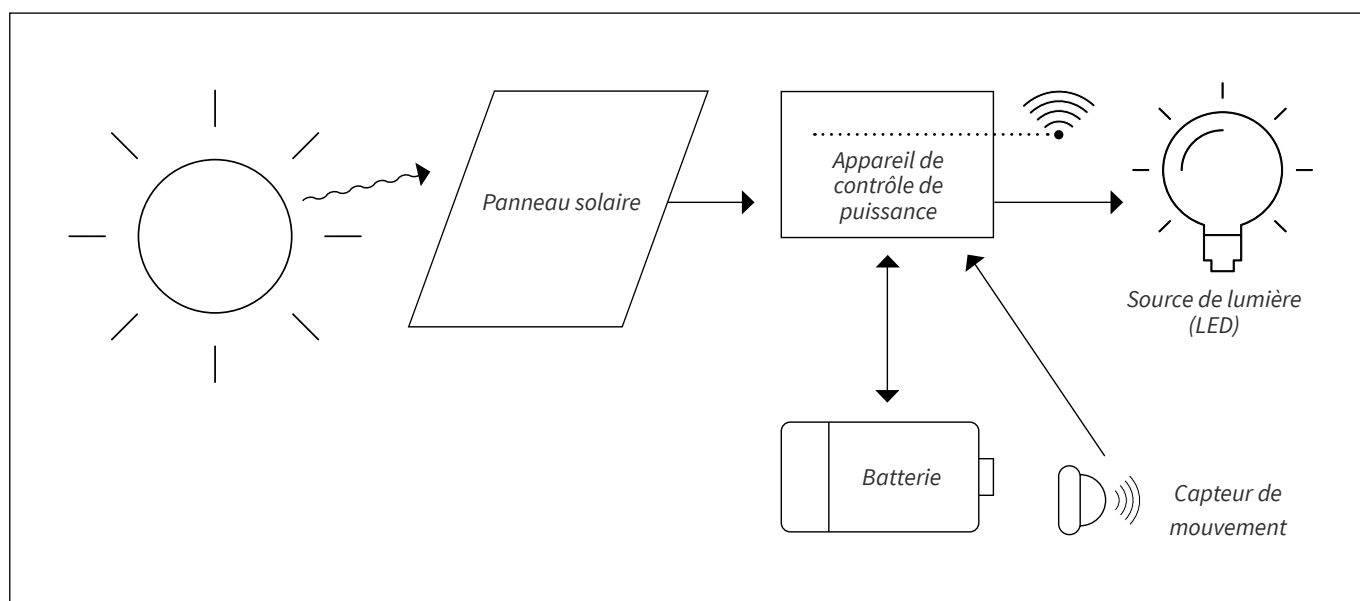 Panneau solaire
Appareil de
contrôle de
puissance
Source de lumière
(LED)
Batterie
Capteur de
mouvement